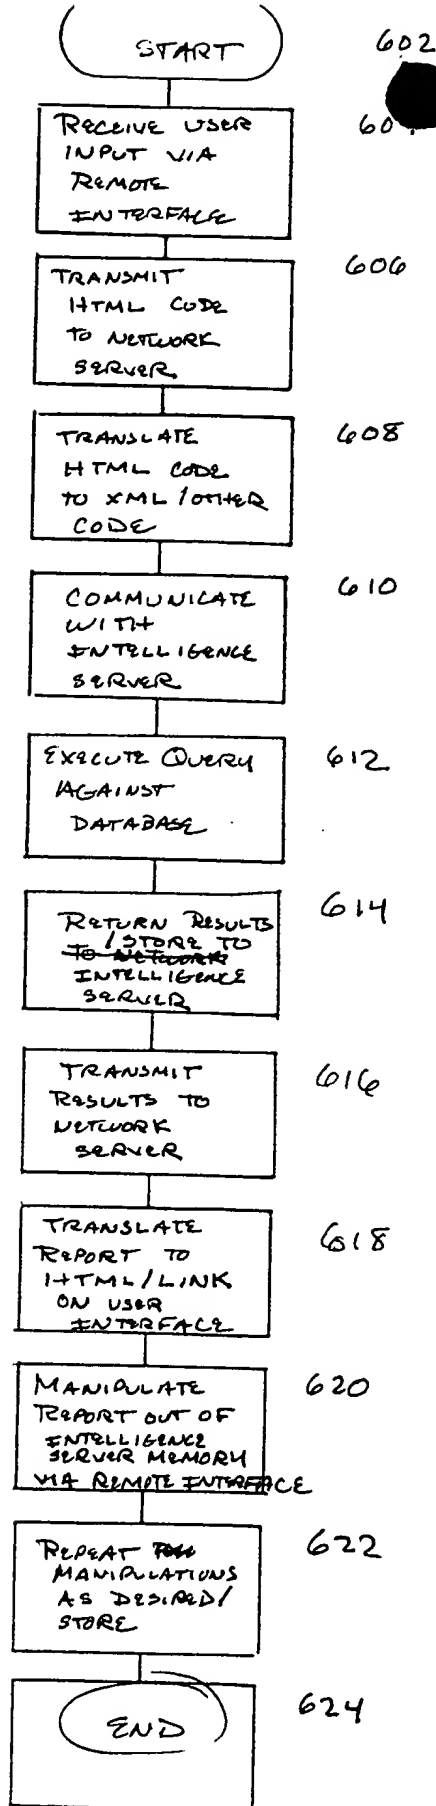 START 602
RECEIVE USER 60
INPUT VIA
REMOTE
INTERFACE
TRANSMIT 606
HTML CODE
TO NETWORK
SERVER
TRANSLATE 608
HTML CODE
TO XML/OTHER
CODE
COMMUNICATE 610
WITH
INTELLIGENCE
SERVER
EXECUTE QUERY 612
AGAINST
DATABASE
RETURN RESULTS 614
/STORE TO
TO NETWORK
INTELLIGENCE
SERVER
TRANSMIT 616
RESULTS TO
NETWORK
SERVER
TRANSLATE 618
REPORT TO
HTML/LINK
ON USER
INTERFACE
MANIPULATE 620
REPORT OUT OF
INTELLIGENCE
SERVER MEMORY
VIA REMOTE INTERFACE
REPEAT 622
MANIPULATIONS
AS DESIRED/
STORE
END 624